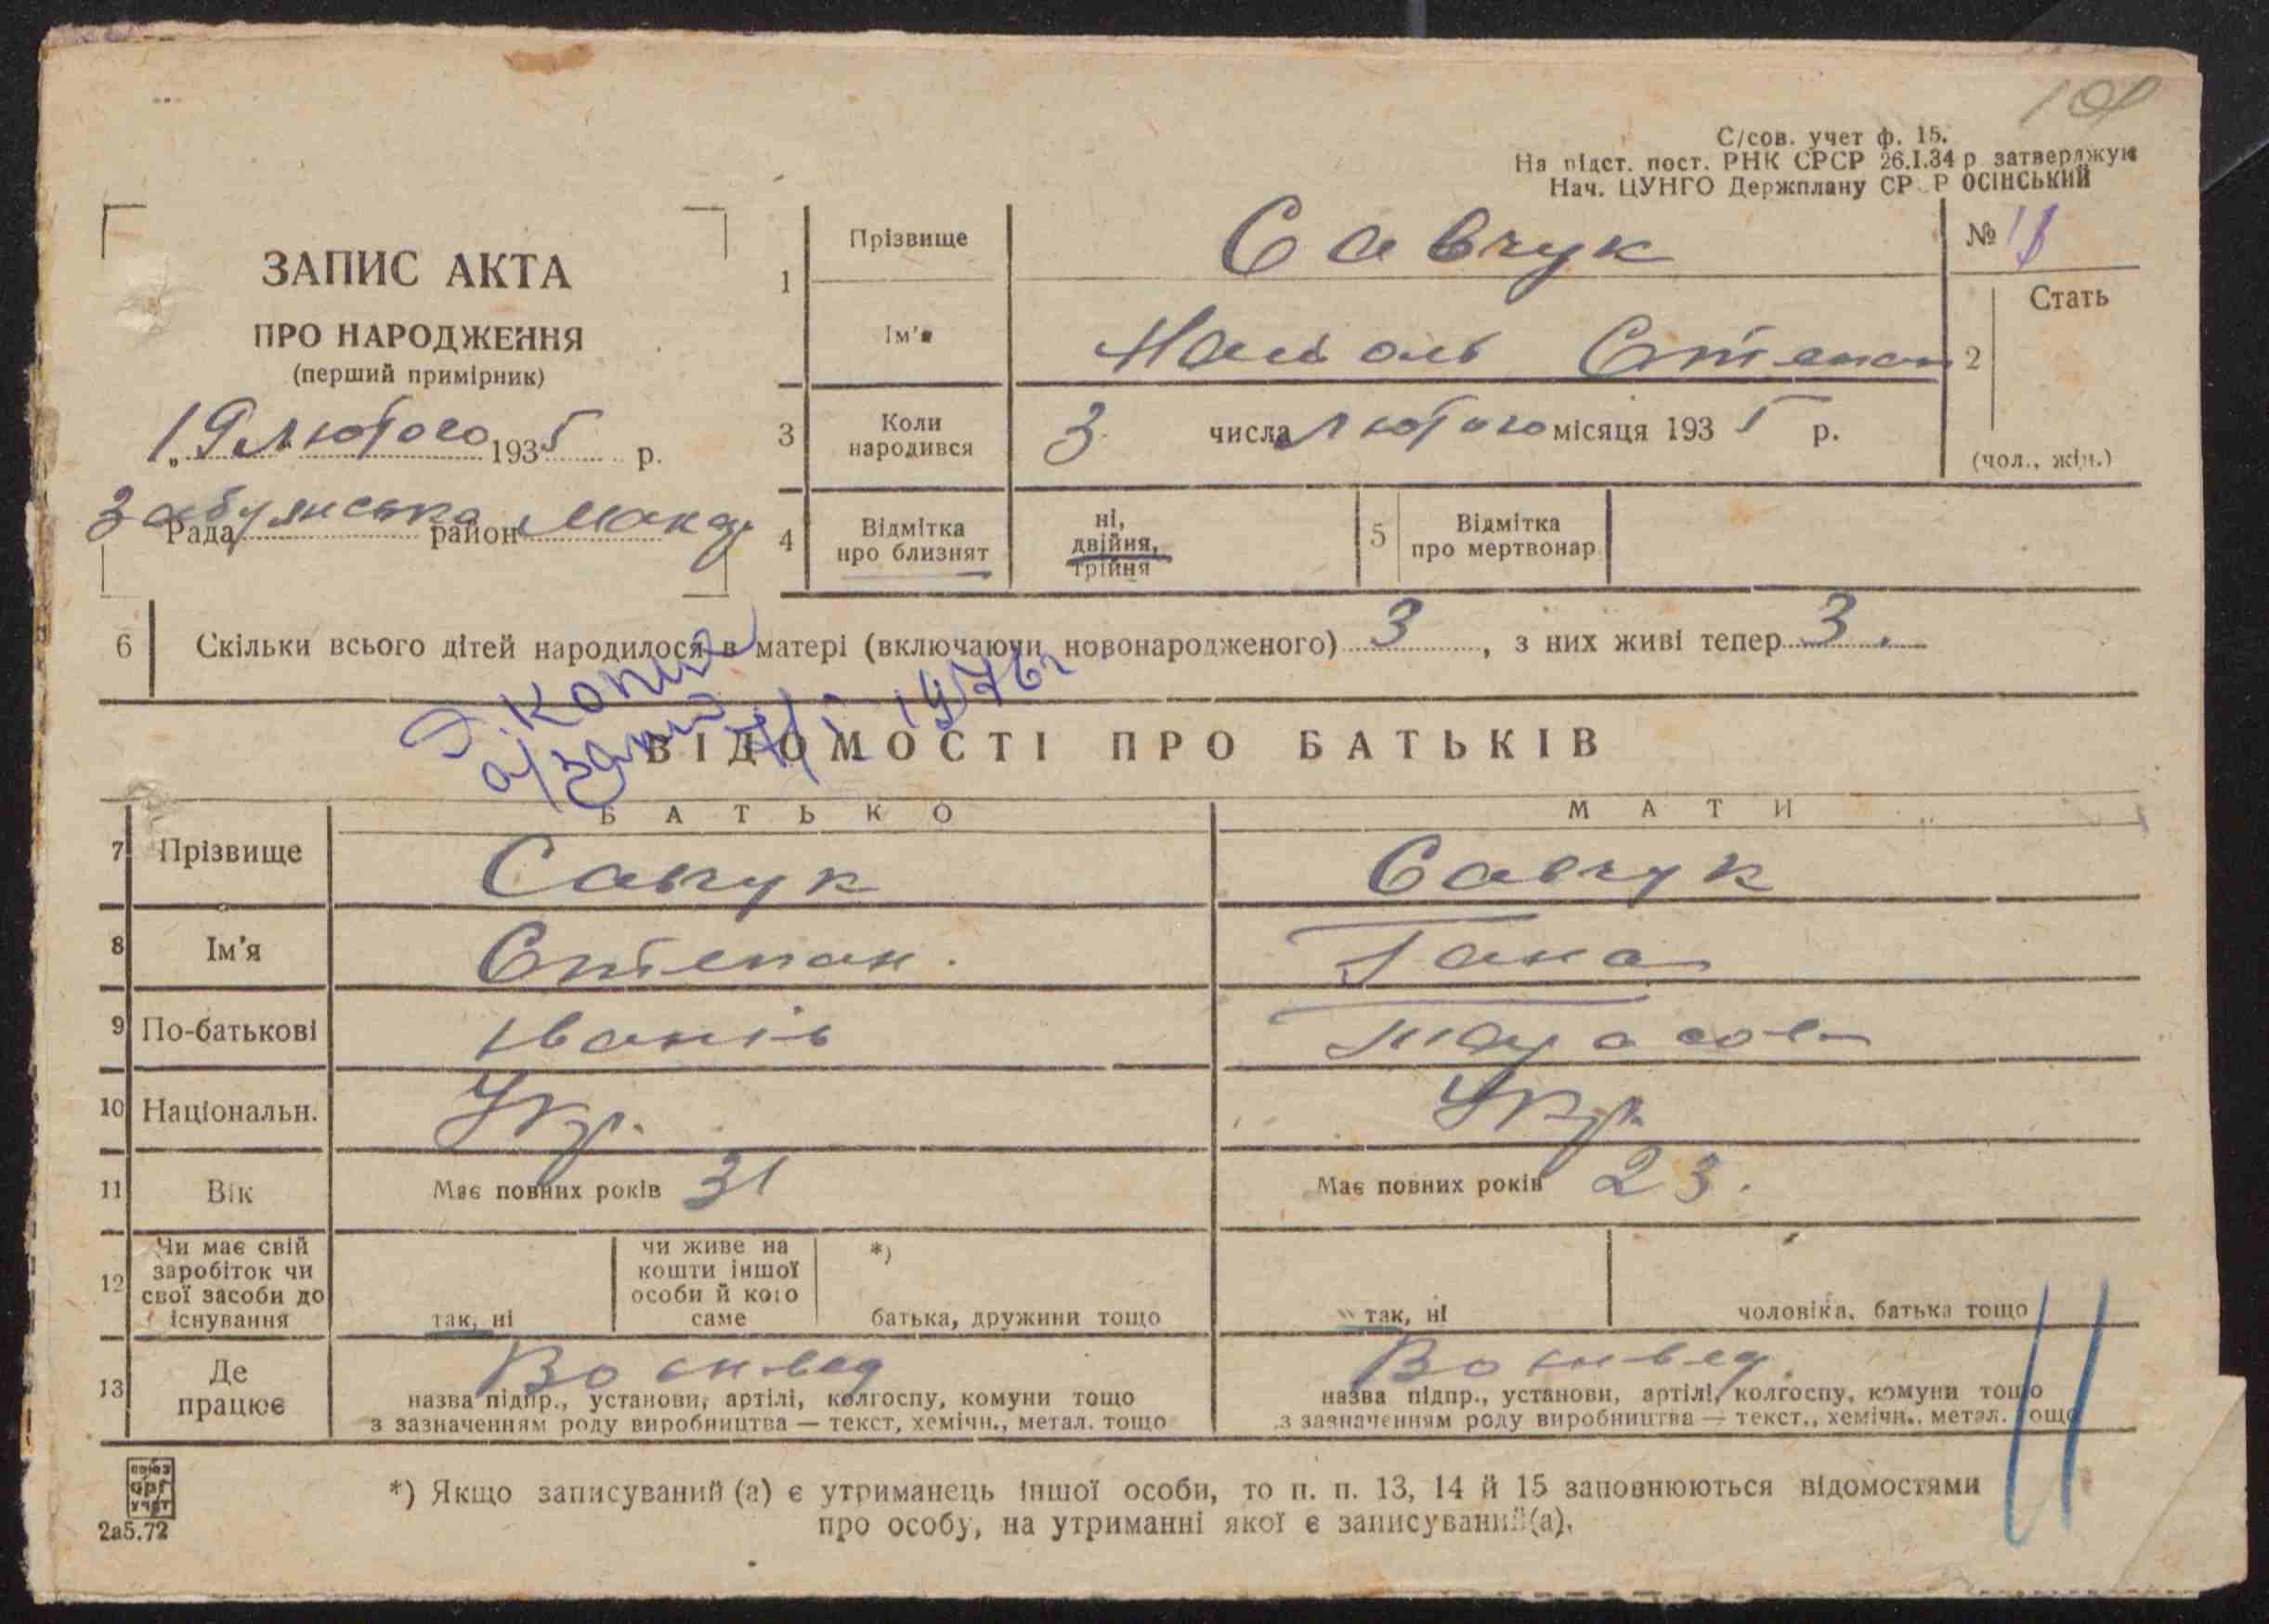 С/сов. учет ф. 15.
На підст. пост. РНК СРСР 26.I.34 р затверджую
Нач. ЦУНГО Держплану СР Р ОСІНСЬКИЙ
ЗАПИС АКТА
ПРО НАРОДЖЕННЯ
(перший примірник)
„19" лютого 1935 р.
Рада район
1 Прізвище Савчук №
Ім'я Степан
2 Стать
(чол., жін.)
3 Коли народився 3 числа лютого місяця 1935 р.
4 Відмітка про близнят ні, двійня, трійня
5 Відмітка про мертвонар.
6 Скільки всього дітей народилося в матері (включаючи новонародженого) 3, з них живі тепер 3.
копия
1976г
ВІДОМОСТІ ПРО БАТЬКІВ
БАТЬКО МАТИ
7 Прізвище Савчук Савчук
8 Ім'я Степан. Гана
9 По-батькові Іванів Тарасов
10 Національн. Укр. Укр.
11 Вік Має повних років 31 Має повних років 23.
12 Чи має свій заробіток чи свої засоби до існування так, ні чи живе на кошти іншої особи й кого саме *) батька, дружини тощо так, ні чоловіка, батька тощо
13 Де працює
назва підпр., установи, артілі, колгоспу, комуни тощо назва підпр., установи, артілі, колгоспу, комуни тощо
з зазначенням роду виробництва — текст, хемічн., метал. тощо з зазначенням роду виробництва — текст., хемічн., метал. тощо
*) Якщо записуваний (а) є утриманець іншої особи, то п. п. 13, 14 й 15 заповнюються відомостями
про особу, на утриманні якої є записуваний(а).
союз
орг
учет
2а5.72